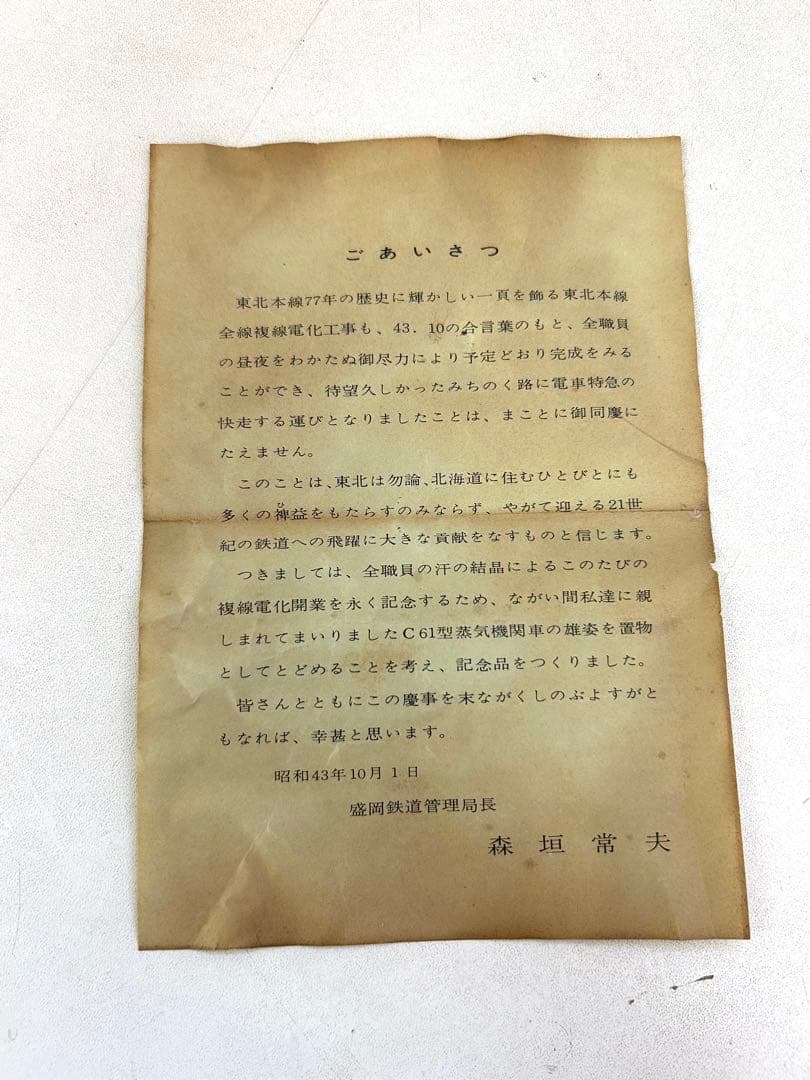 ごあいさつ
東北本線77年の歴史に輝かしい一頁を飾る東北本線
全線複線電化工事も、43．10の合言葉のもと、全職員
の昼夜をわかたぬ御尽力により予定どおり完成をみる
ことができ、待望久しかったみちのく路に電車特急の
快走する運びとなりましたことは、まことに御同慶に
たえません。
このことは、東北は勿論、北海道に住むひとびとにも
多くの裨益をもたらすのみならず、やがて迎える21世
紀の鉄道への飛躍に大きな貢献をなすものと信じます。
つきましては、全職員の汗の結晶によるこのたびの
複線電化開業を永く記念するため、ながい間私達に親
しまれてまいりましたC61型蒸気機関車の雄姿を置物
としてとどめることを考え、記念品をつくりました。
皆さんとともにこの慶事を末ながくしのぶよすがと
もなれば、幸甚と思います。
昭和43年10月1日
盛岡鉄道管理局長
森垣常夫